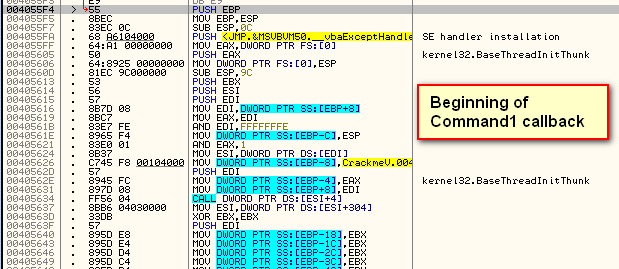 E9 DB E9
004055F4 > 55 PUSH EBP
004055F5 . 8BEC MOV EBP,ESP
004055F7 . 83EC 0C SUB ESP,0C
004055FA . 68 A6104000 PUSH <JMP.&MSVBVM50.__vbaExceptHandle SE handler installation
004055FF . 64:A1 00000000 MOV EAX,DWORD PTR FS:[0]
00405605 . 50 PUSH EAX kernel32.BaseThreadInitThunk
00405606 . 64:8925 00000000 MOV DWORD PTR FS:[0],ESP
0040560D . 81EC 9C000000 SUB ESP,9C
00405613 . 53 PUSH EBX
00405614 . 56 PUSH ESI
00405615 . 57 PUSH EDI
00405616 . 8B7D 08 MOV EDI,DWORD PTR SS:[EBP+8]
00405619 . 8BC7 MOV EAX,EDI
0040561B . 83E7 FE AND EDI,FFFFFFFE
0040561E . 8965 F4 MOV DWORD PTR SS:[EBP-C],ESP
00405621 . 83E0 01 AND EAX,1
00405624 . 8B37 MOV ESI,DWORD PTR DS:[EDI]
00405626 . C745 F8 00104000 MOV DWORD PTR SS:[EBP-8],CrackmeV.004
0040562D . 57 PUSH EDI
0040562E . 8945 FC MOV DWORD PTR SS:[EBP-4],EAX kernel32.BaseThreadInitThunk
00405631 . 897D 08 MOV DWORD PTR SS:[EBP+8],EDI
00405634 . FF56 04 CALL DWORD PTR DS:[ESI+4]
00405637 . 8BB6 04030000 MOV ESI,DWORD PTR DS:[ESI+304]
0040563D . 33DB XOR EBX,EBX
0040563F . 57 PUSH EDI
00405640 . 895D E8 MOV DWORD PTR SS:[EBP-18],EBX
00405643 . 895D E4 MOV DWORD PTR SS:[EBP-1C],EBX
00405646 . 895D D4 MOV DWORD PTR SS:[EBP-2C],EBX
00405649 . 895D C4 MOV DWORD PTR SS:[EBP-3C],EBX
Beginning of
Command1 callback